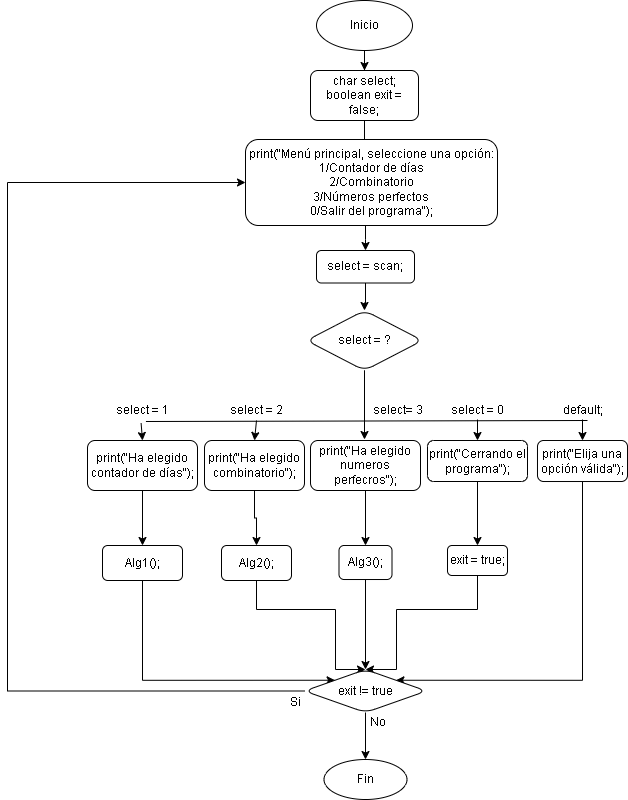 Inicio
char select;
boolean exit =
false;
print("Menú principal, seleccione una opción:
1/Contador de días
2/Combinatorio
3/Números perfectos
0/Salir del programa");
select = scan;
select = ?
select = 1
select = 2
select= 3
select = 0
default;
print("Ha elegido
contador de días");
print("Ha elegido
combinatorio");
print("Ha elegido
numeros
perfecros");
print("Cerrando el
programa");
print("Elija una
opción válida");
Alg1();
Alg2();
Alg3();
exit = true;
exit != true
Si
No
Fin